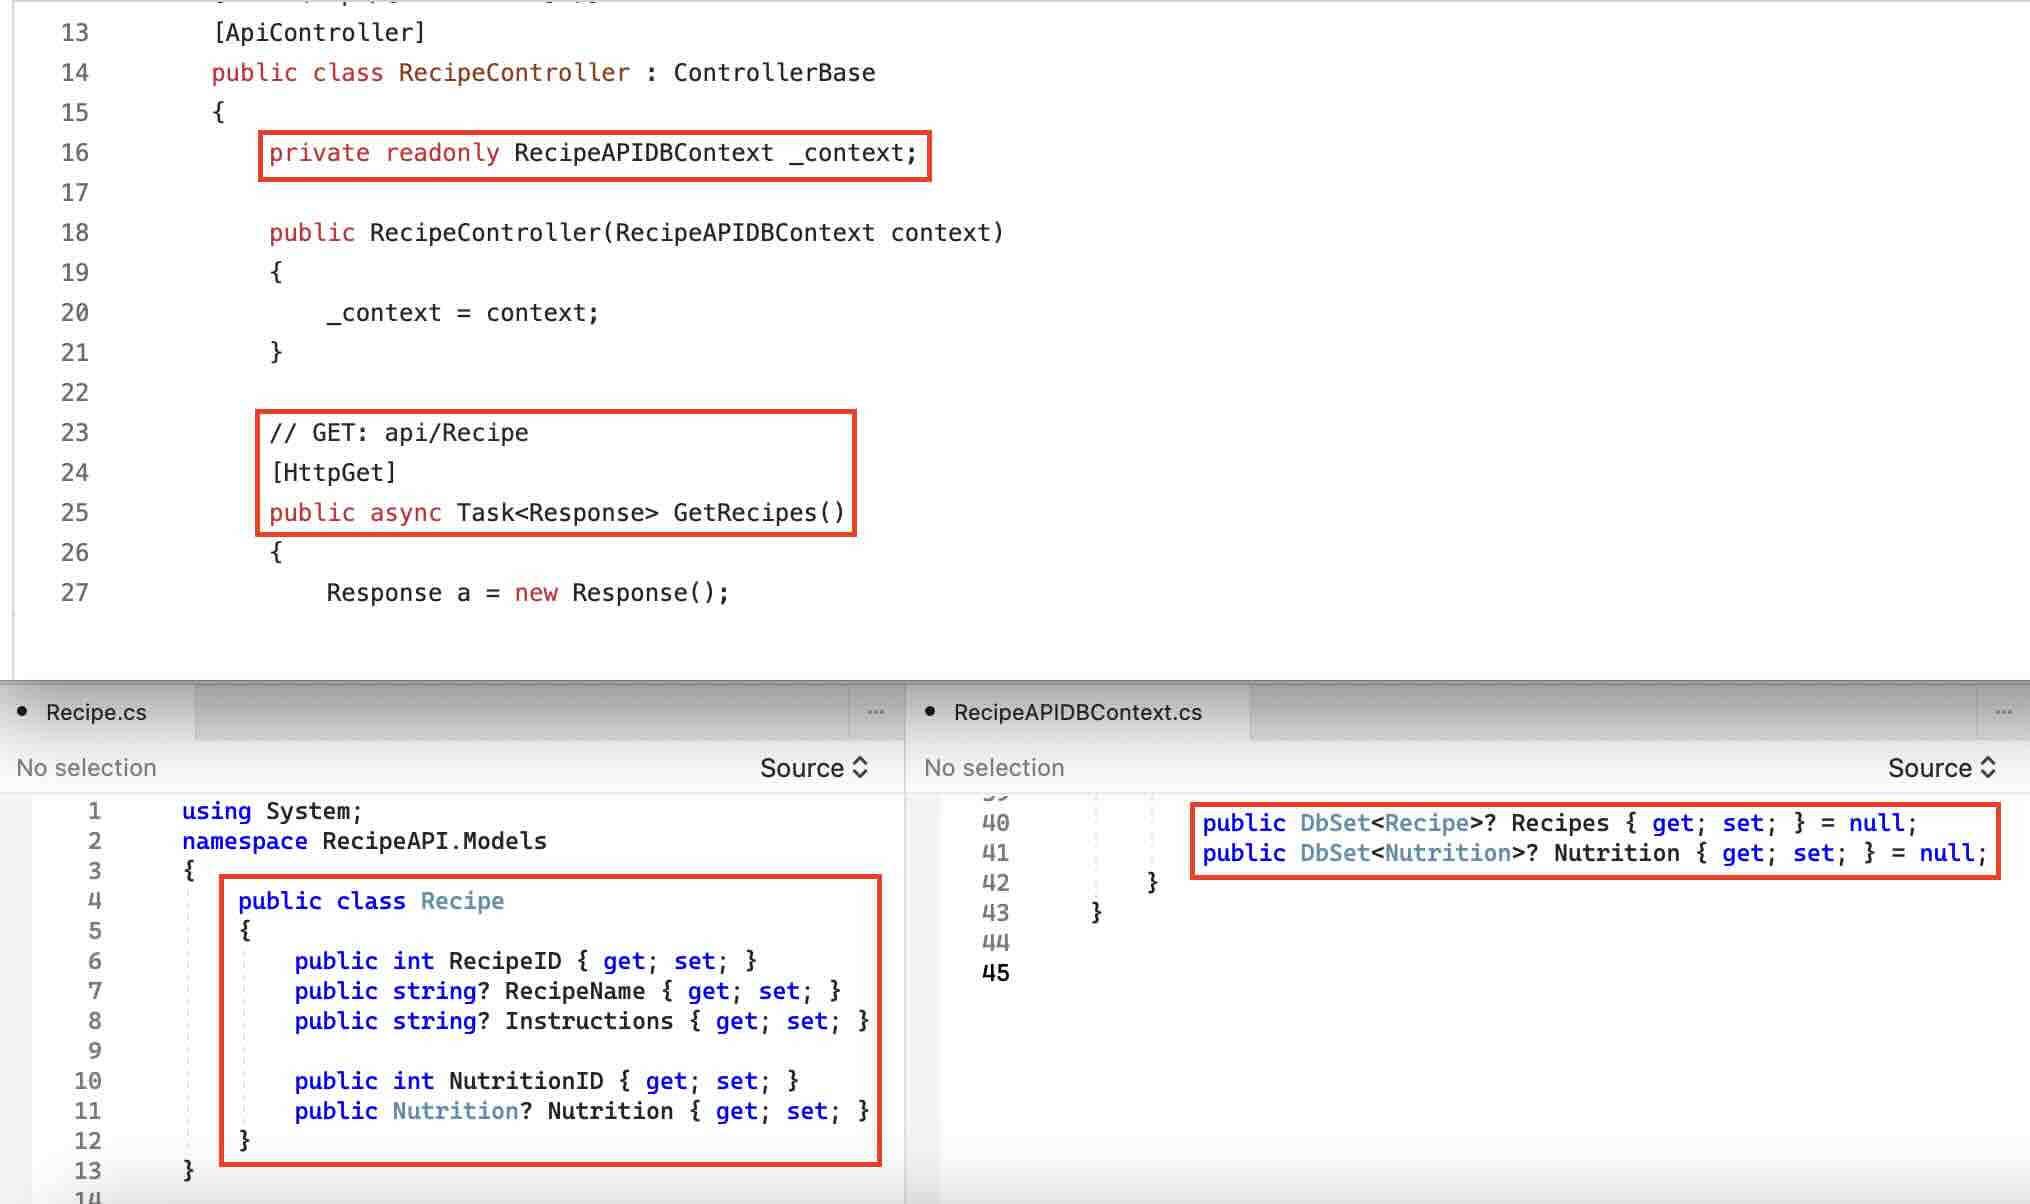 13 [ApiController]
14 public class RecipeController : ControllerBase
15 {
16 private readonly RecipeAPIDBContext _context;
17
18 public RecipeController(RecipeAPIDBContext context)
19 {
20 _context = context;
21 }
22
23 // GET: api/Recipe
24 [HttpGet]
25 public async Task<Response> GetRecipes()
26 {
27 Response a = new Response();
• Recipe.cs ...
No selection Source
1 using System;
2 namespace RecipeAPI.Models
3 {
4 public class Recipe
5 {
6 public int RecipeID { get; set; }
7 public string? RecipeName { get; set; }
8 public string? Instructions { get; set; }
9
10 public int NutritionID { get; set; }
11 public Nutrition? Nutrition { get; set; }
12 }
13 }
14
• RecipeAPIDBContext.cs ...
No selection Source
39
40 public DbSet<Recipe>? Recipes { get; set; } = null;
41 public DbSet<Nutrition>? Nutrition { get; set; } = null;
42 }
43 }
44
45